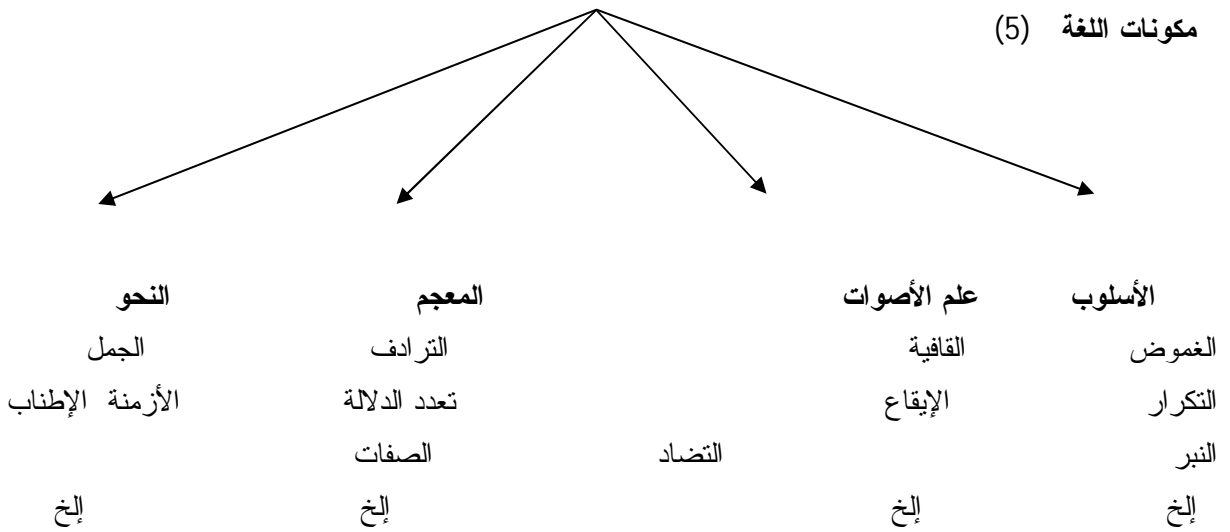 مكونات اللغة (5)
الأسلوب علم الأصوات المعجم النحو
الغموض القافية الترادف الجمل
التكرار الإيقاع تعدد الدلالة الأزمنة الإطناب
النبر التضاد الصفات
إلخ إلخ إلخ إلخ